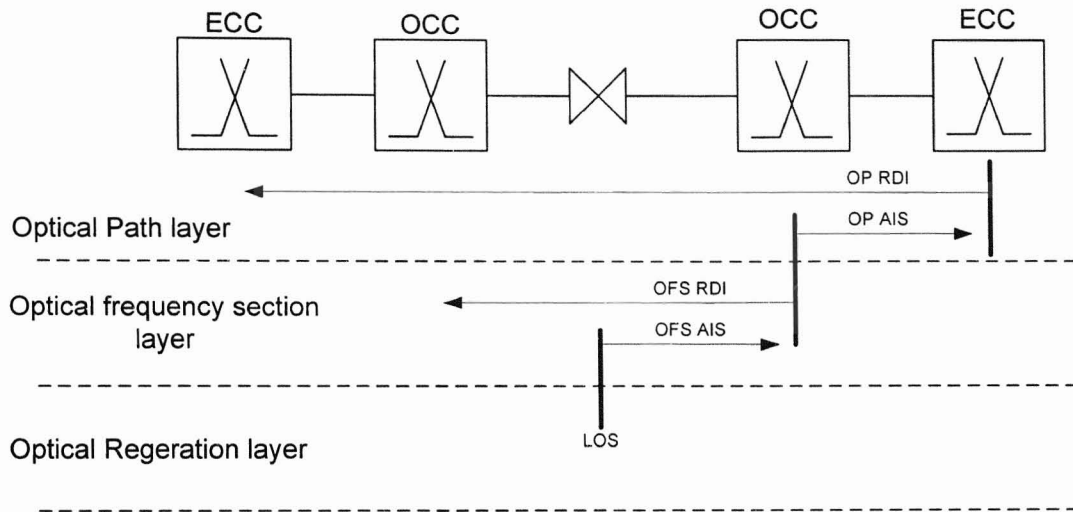 ECC OCC OCC ECC
OP RDI
Optical Path layer
OP AIS
Optical frequency section
layer
OFS RDI
OFS AIS
Optical Regeration layer
LOS